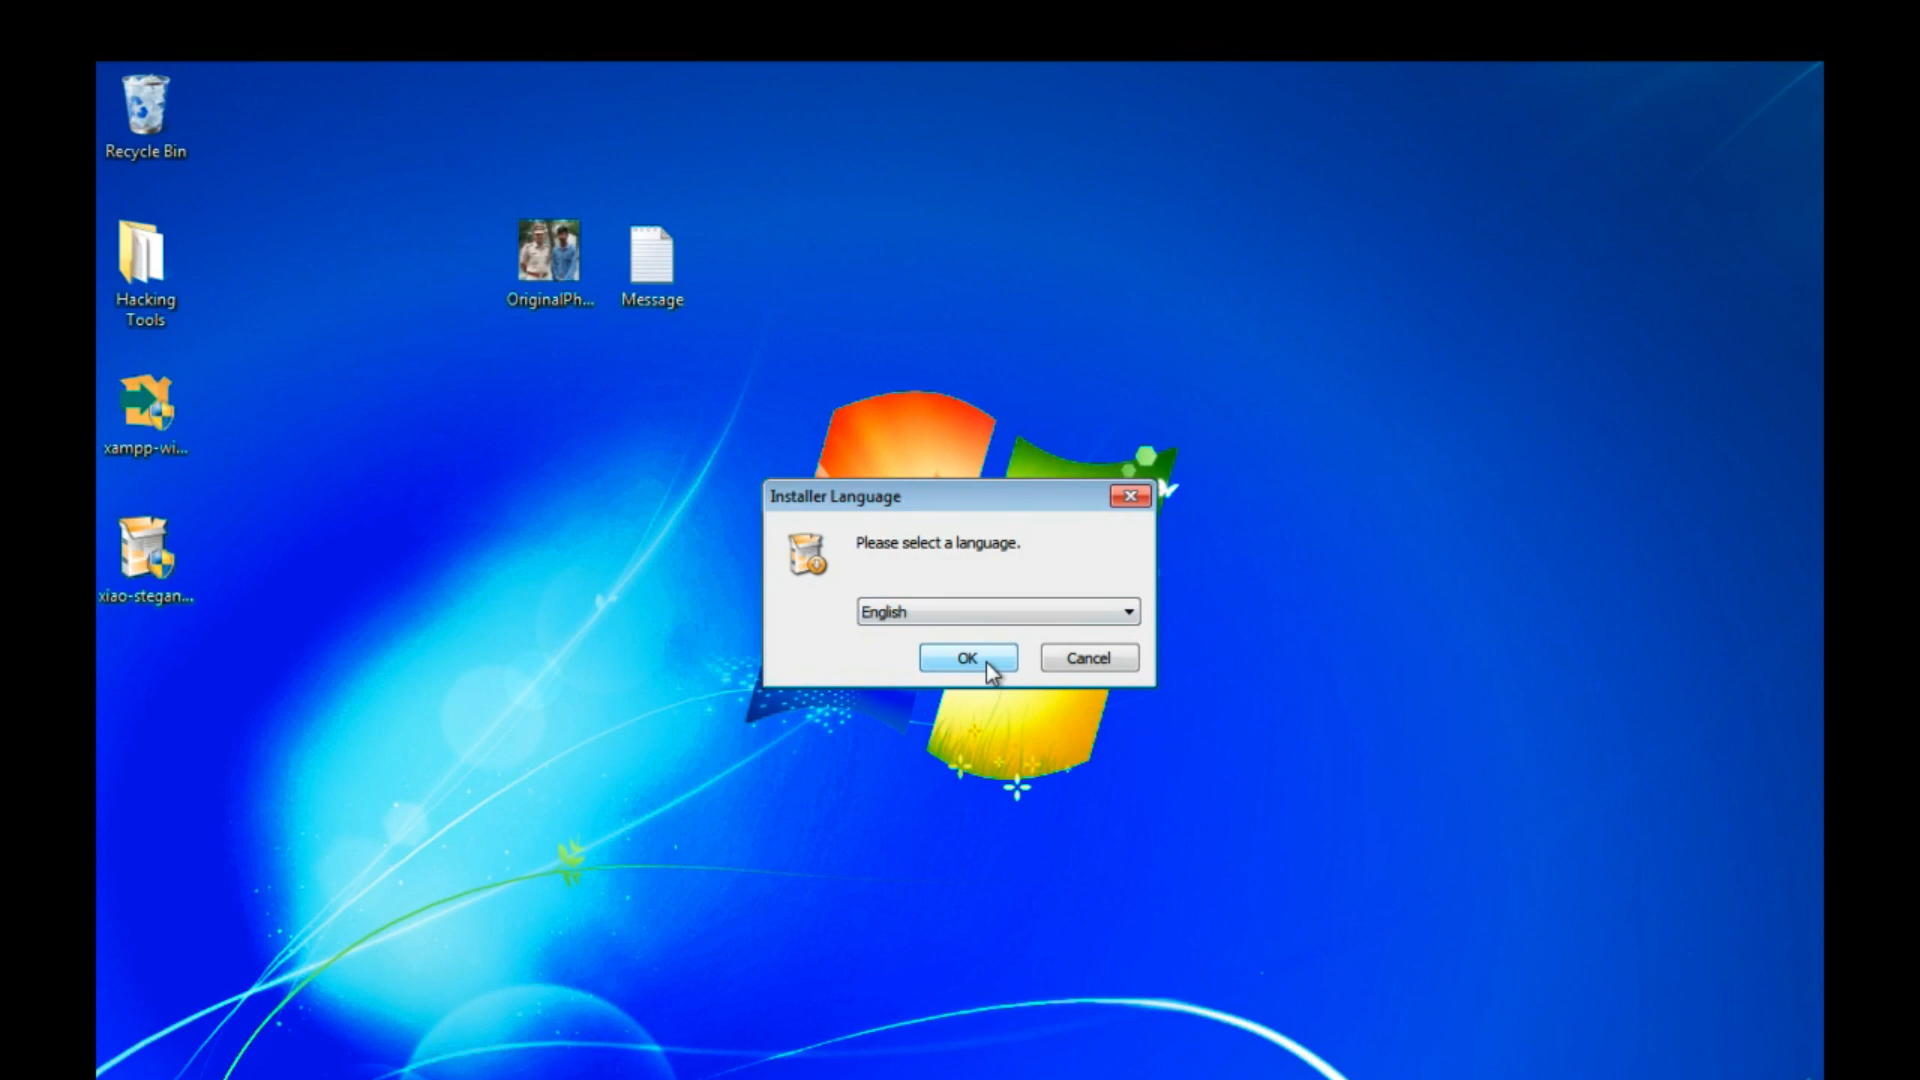 Recycle Bin
Hacking
Tools
xampp-wi...
xiao-stegan...
OriginalPh...
Message
Installer Language
Please select a language.
English
OK
Cancel